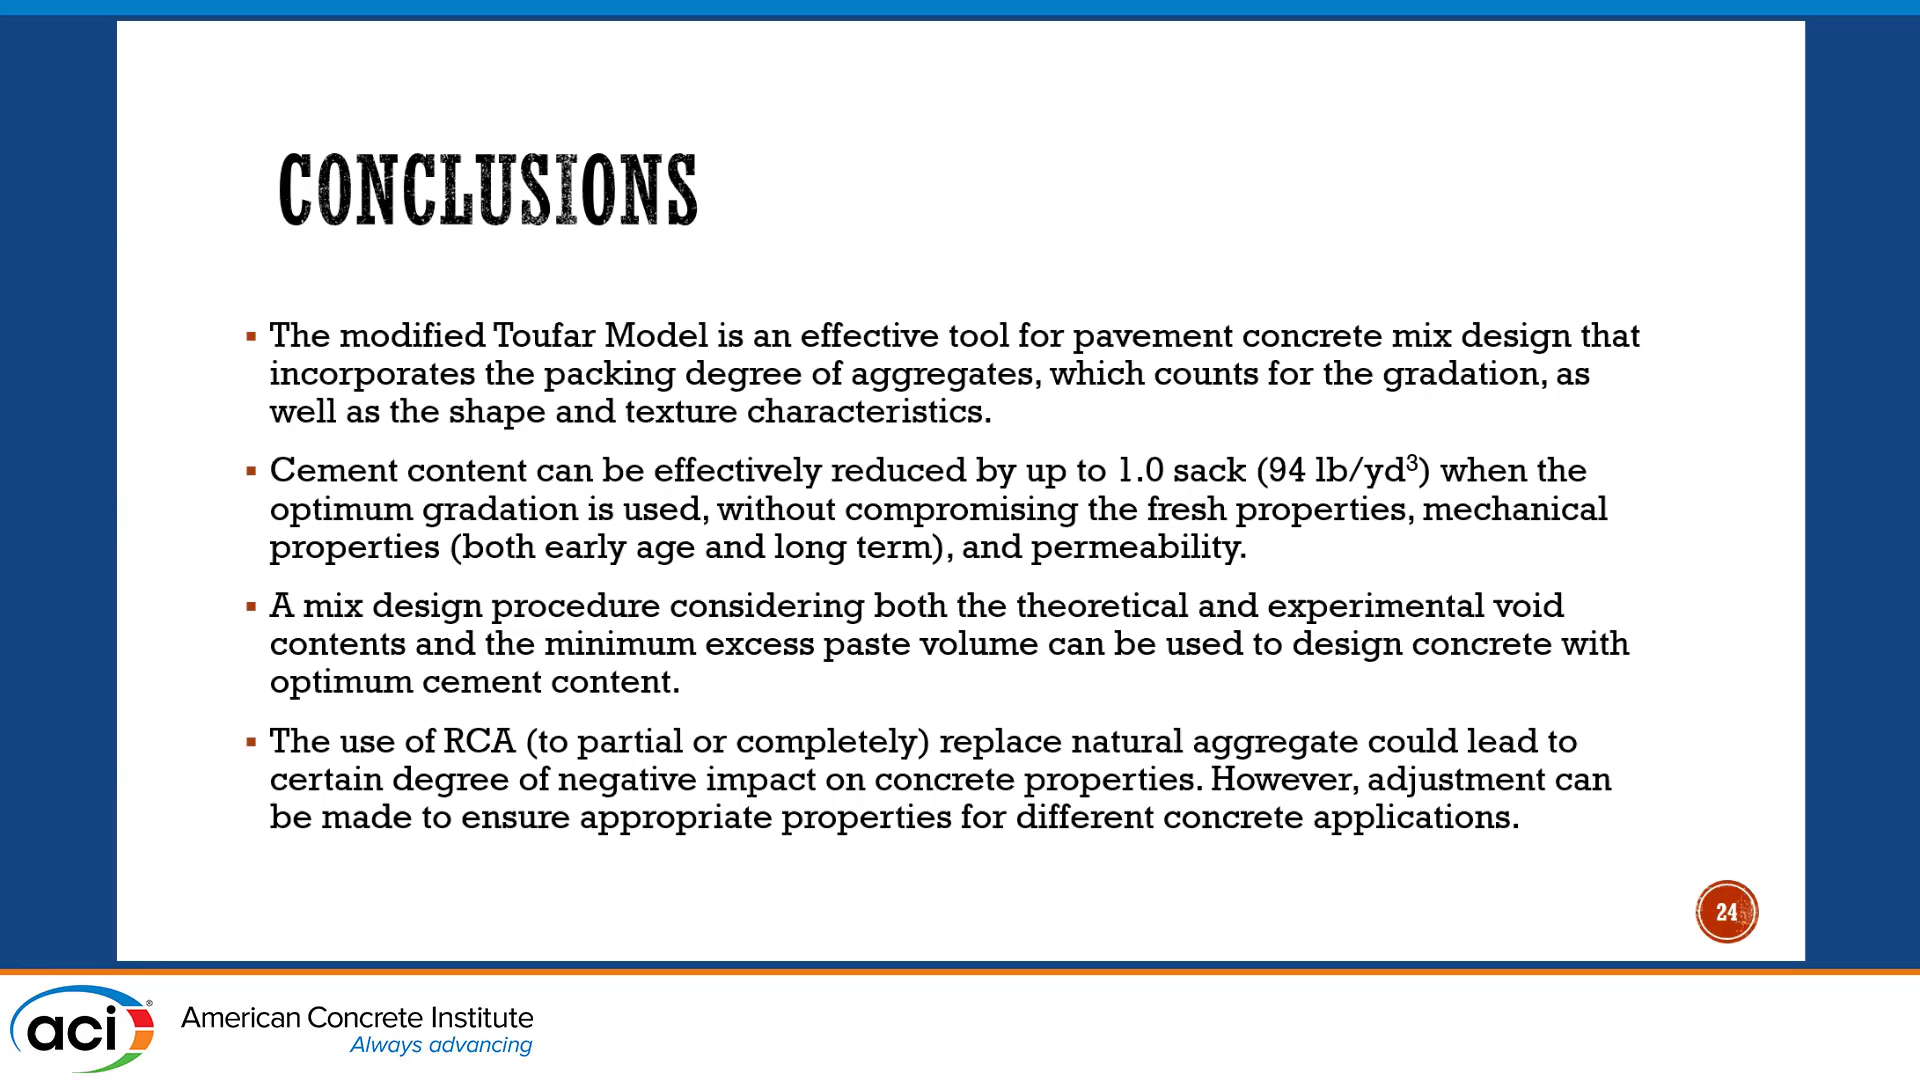 CONCLUSIONS
▪ The modified Toufar Model is an effective tool for pavement concrete mix design that
incorporates the packing degree of aggregates, which counts for the gradation, as
well as the shape and texture characteristics.
▪ Cement content can be effectively reduced by up to 1.0 sack (94 lb/yd³) when the
optimum gradation is used, without compromising the fresh properties, mechanical
properties (both early age and long term), and permeability.
▪ A mix design procedure considering both the theoretical and experimental void
contents and the minimum excess paste volume can be used to design concrete with
optimum cement content.
▪ The use of RCA (to partial or completely) replace natural aggregate could lead to
certain degree of negative impact on concrete properties. However, adjustment can
be made to ensure appropriate properties for different concrete applications.
24
aci®
American Concrete Institute
Always advancing